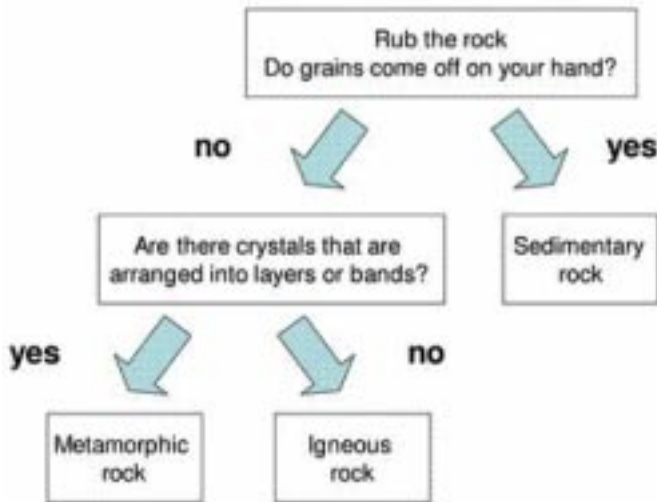 Rub the rock
Do grains come off on your hand?
no
yes
Are there crystals that are
arranged into layers or bands?
Sedimentary
rock
yes
no
Metamorphic
rock
Igneous
rock